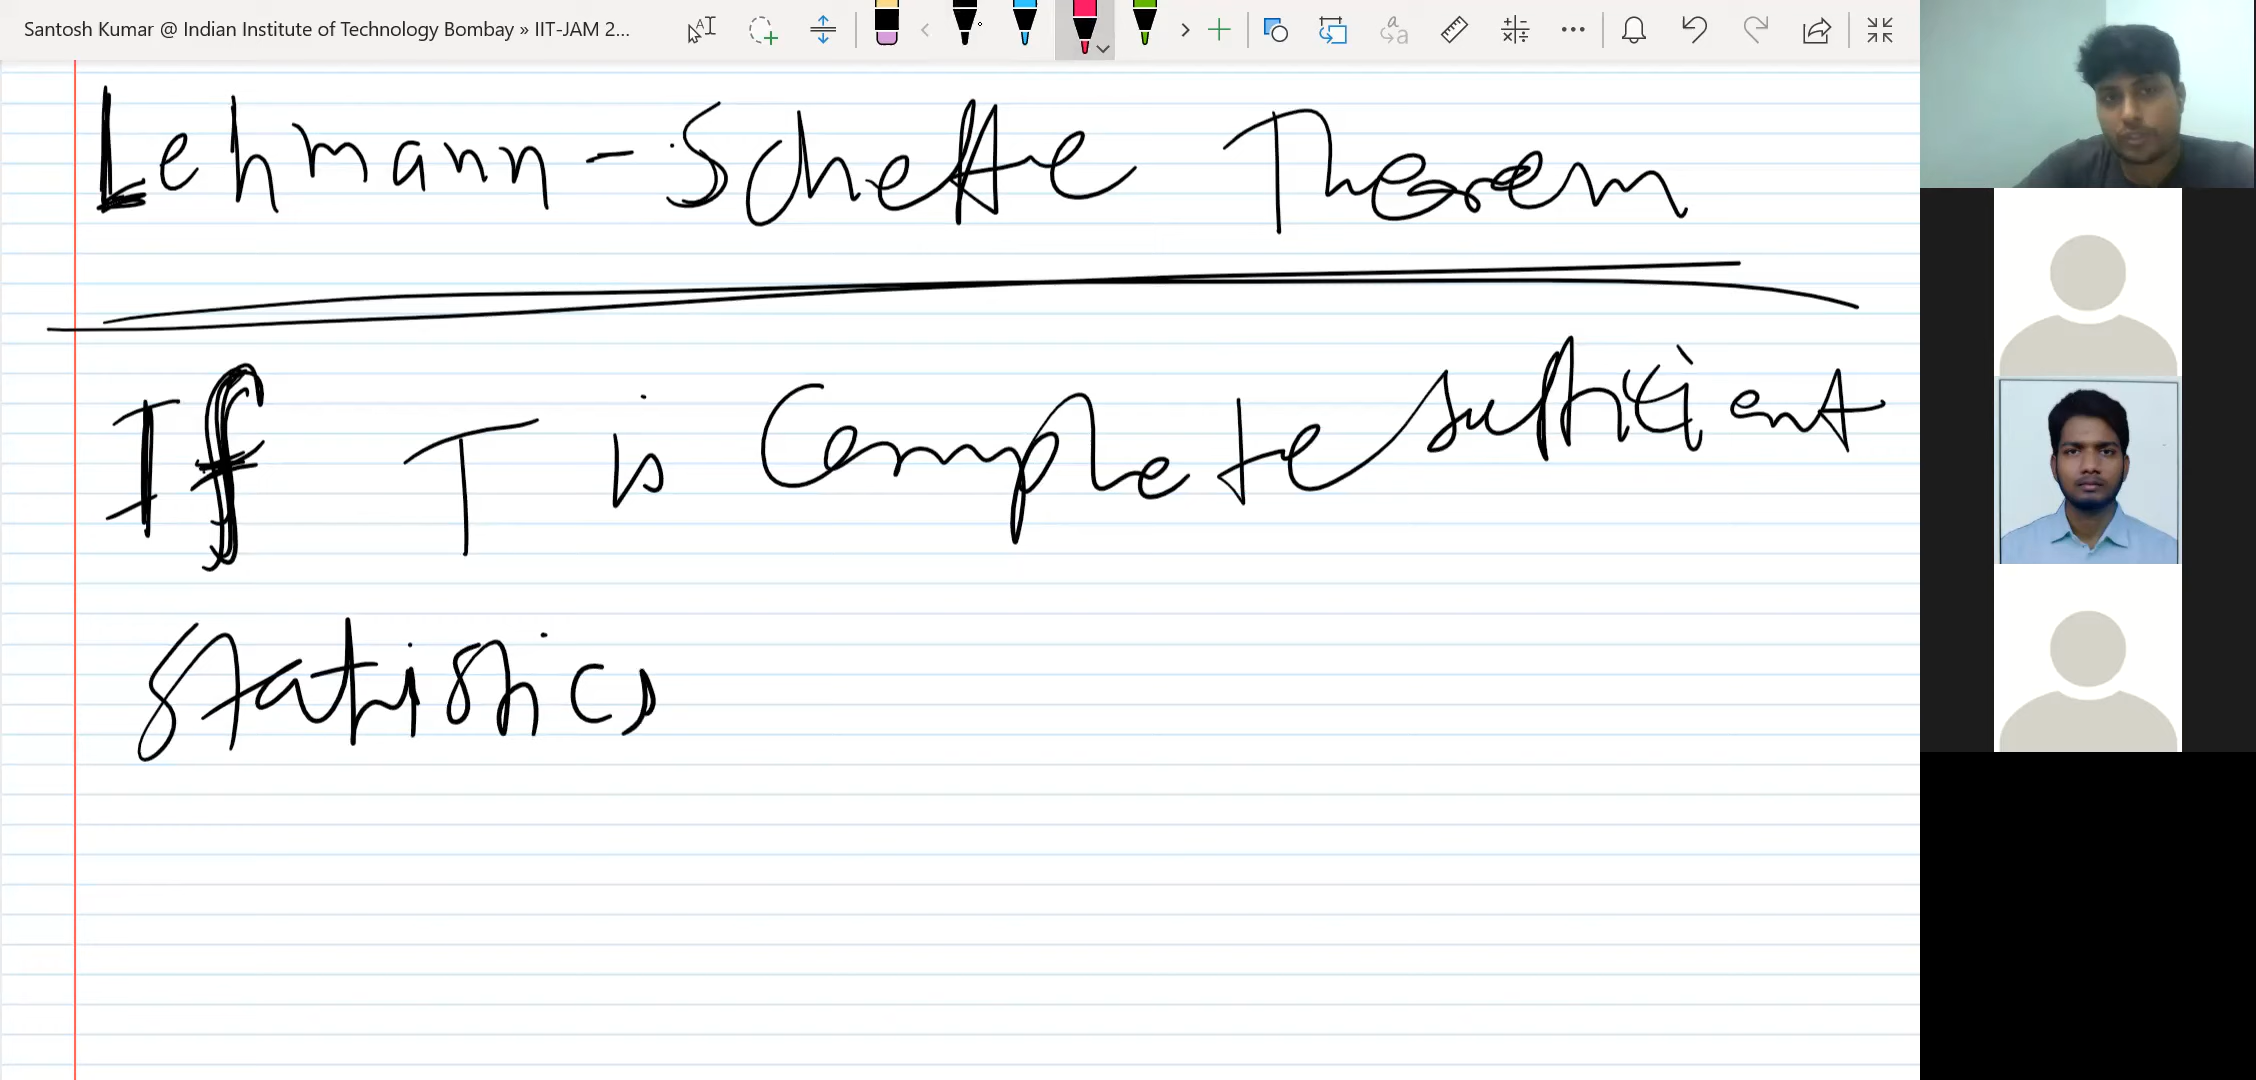 Santosh Kumar @ Indian Institute of Technology Bombay » IIT-JAM 2...
Lehmann-Scheffe Theorem
If T is Complete sufficient
statistics